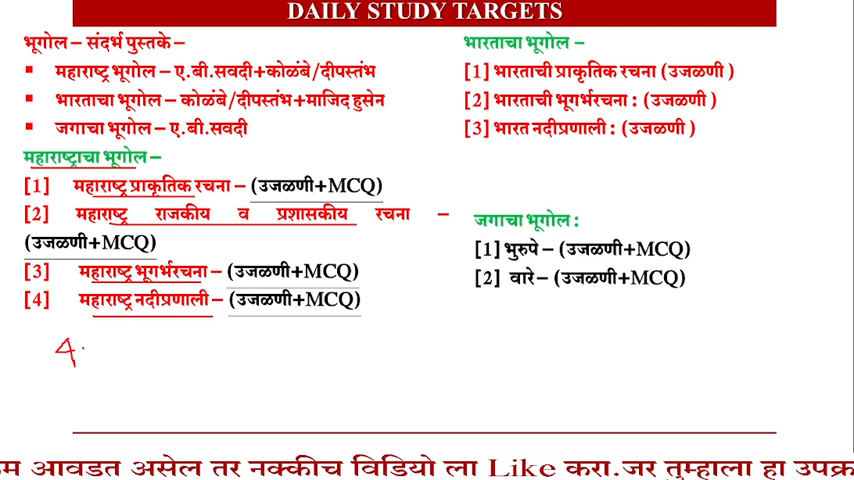 DAILY STUDY TARGETS
भूगोल – संदर्भ पुस्तके –
▪ महाराष्ट्र भूगोल – ए.बी.सवदी+कोळंबे/दीपस्तंभ
▪ भारताचा भूगोल – कोळंबे/दीपस्तंभ+माजिद हुसेन
▪ जगाचा भूगोल – ए.बी.सवदी
महाराष्ट्राचा भूगोल –
[1] महाराष्ट्र प्राकृतिक रचना – (उजळणी+MCQ)
[2] महाराष्ट्र राजकीय व प्रशासकीय रचना –
(उजळणी+MCQ)
[3] महाराष्ट्र भूगर्भरचना – (उजळणी+MCQ)
[4] महाराष्ट्र नदीप्रणाली – (उजळणी+MCQ)
4.
भारताचा भूगोल –
[1] भारताची प्राकृतिक रचना (उजळणी )
[2] भारताची भूगर्भरचना : (उजळणी )
[3] भारत नदीप्रणाली : (उजळणी )
जगाचा भूगोल :
[1] भुरुपे – (उजळणी+MCQ)
[2] वारे – (उजळणी+MCQ)
आवडत असेल तर नक्कीच विडियो ला Like करा.जर तुम्हाला हा उपक्र